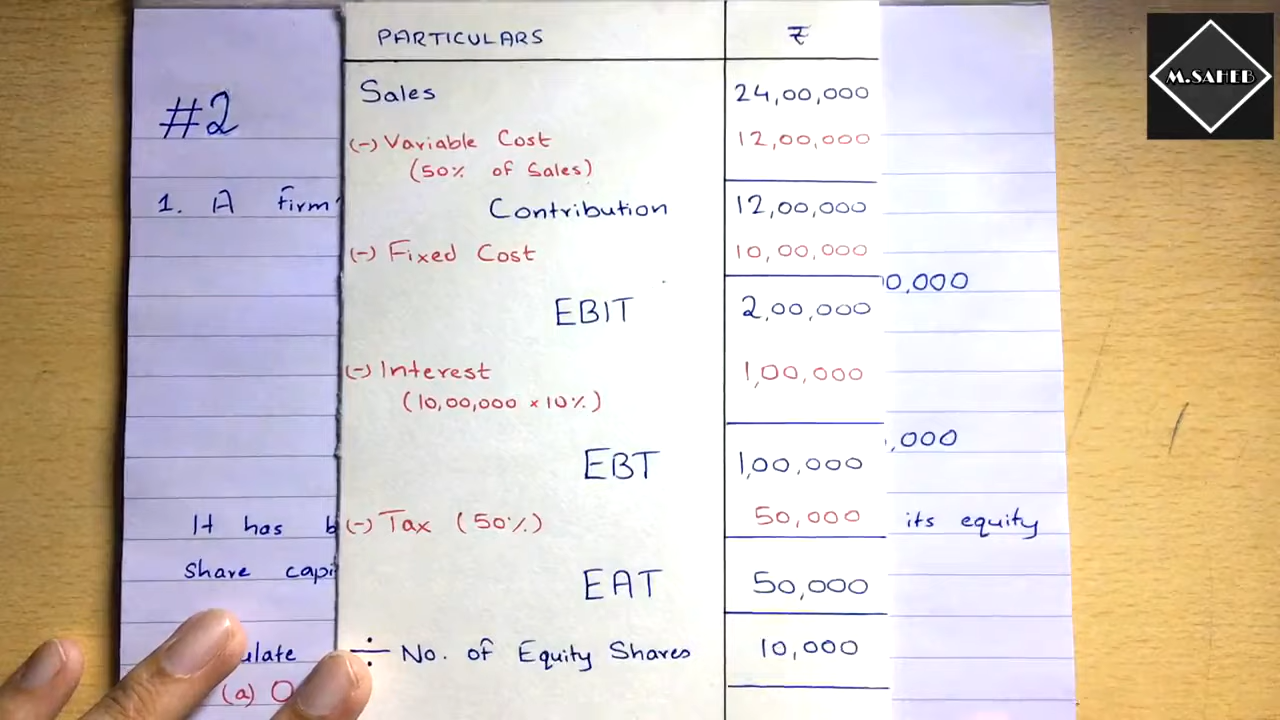 PARTICULARS ₹
M.SAHEB
#2
Sales 24,00,000
(-) Variable Cost 12,00,000
(50% of Sales)
1. A firm
Contribution 12,00,000
(-) Fixed Cost 10,00,000
0,000
EBIT 2,00,000
(-) Interest 1,00,000
(10,00,000 × 10%)
,000
EBT 1,00,000
It has b
(-) Tax (50%) 50,000
its equity
share capi
EAT 50,000
ulate
÷ No. of Equity Shares 10,000
(a) O